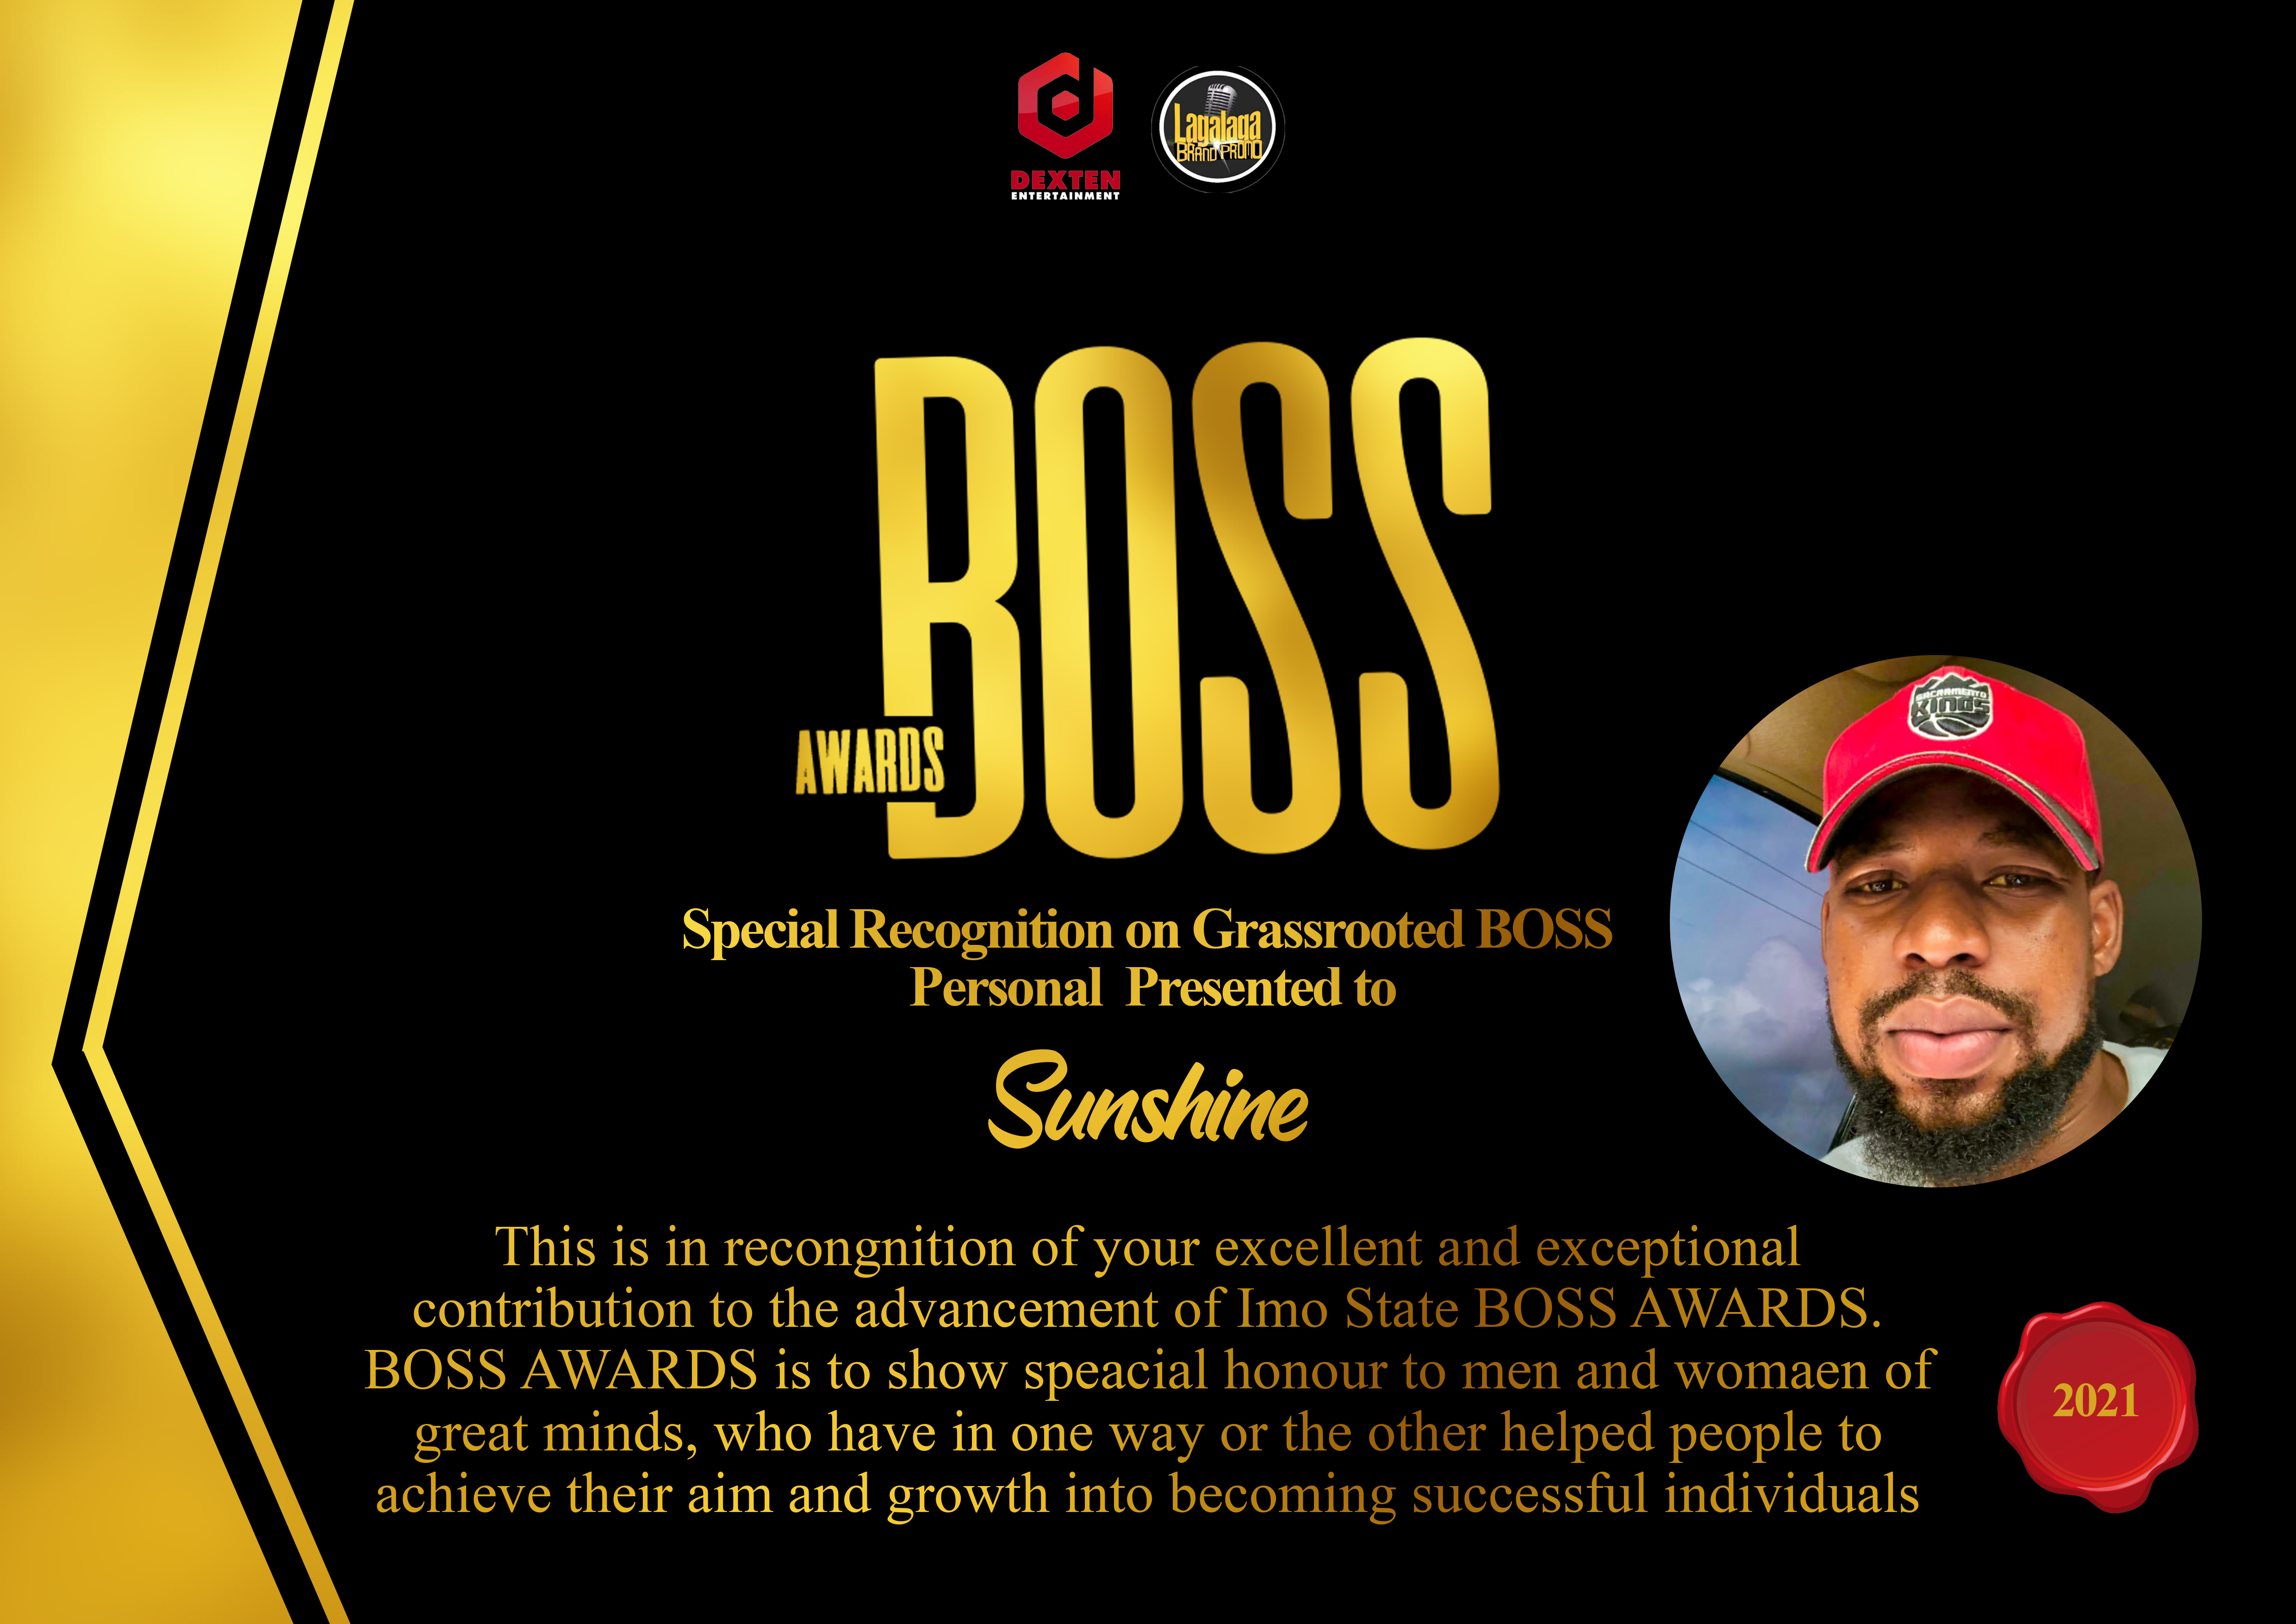 DEXTEN
ENTERTAINMENT
Lagalaga
BRAND PROMO
BOSS
AWARDS
Special Recognition on Grassrooted BOSS
Personal Presented to
Sunshine
SACRAMENTO
KINGS
This is in recongnition of your excellent and exceptional
contribution to the advancement of Imo State BOSS AWARDS.
BOSS AWARDS is to show speacial honour to men and womaen of
great minds, who have in one way or the other helped people to
achieve their aim and growth into becoming successful individuals
2021